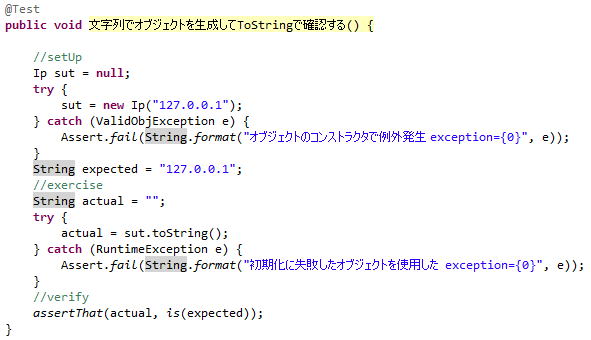 @Test
public void 文字列でオブジェクトを生成してToStringで確認する() {
//setUp
Ip sut = null;
try {
sut = new Ip("127.0.0.1");
} catch (ValidObjException e) {
Assert.fail(String.format("オブジェクトのコンストラクタで例外発生 exception={0}", e));
}
String expected = "127.0.0.1";
//exercise
String actual = "";
try {
actual = sut.toString();
} catch (RuntimeException e) {
Assert.fail(String.format("初期化に失敗したオブジェクトを使用した exception={0}", e));
}
//verify
assertThat(actual, is(expected));
}